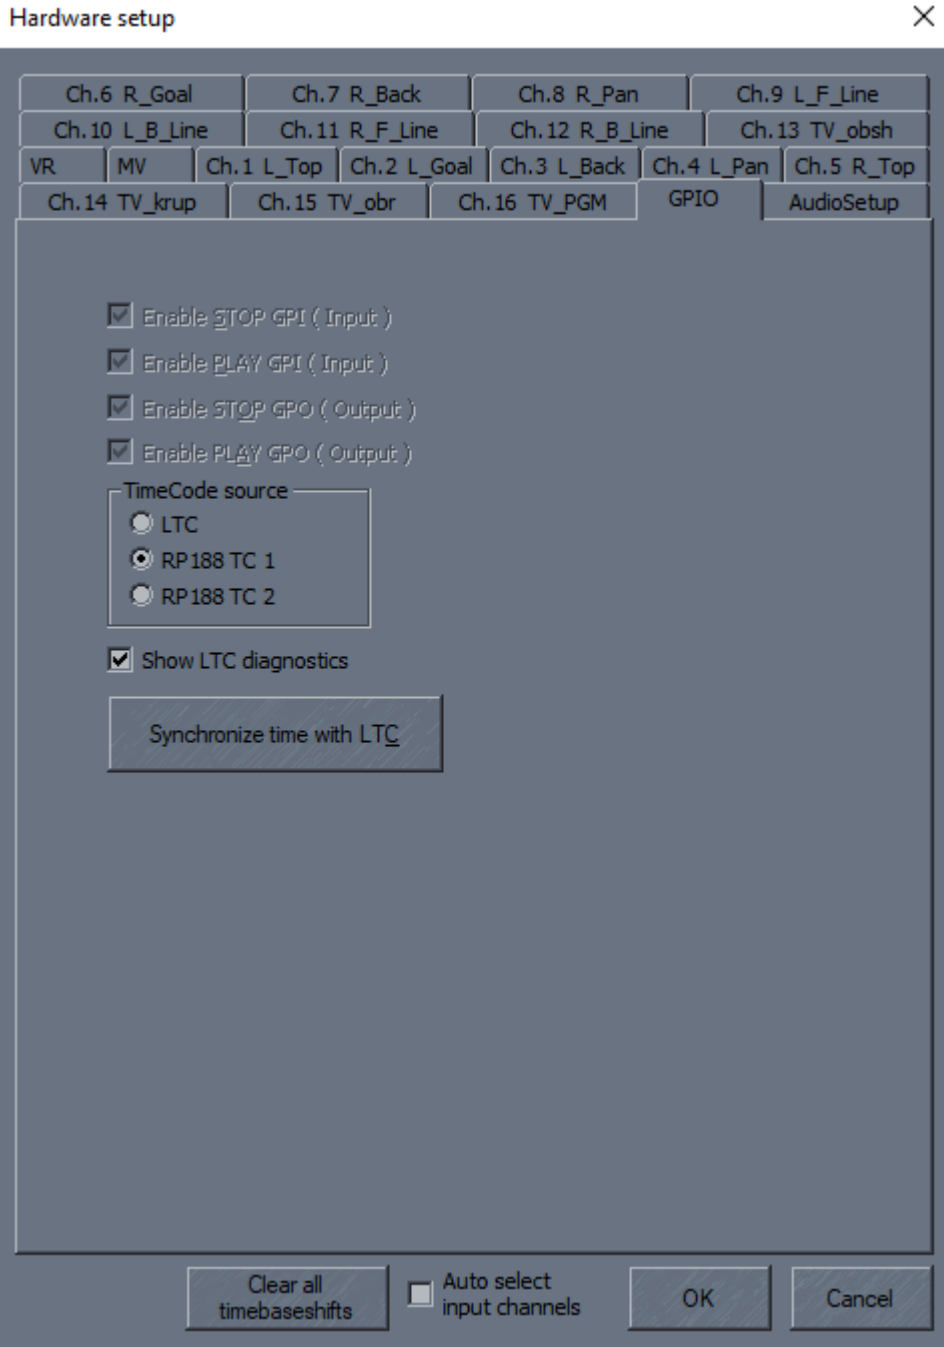 Hardware setup
Ch.6 R_Goal Ch.7 R_Back Ch.8 R_Pan Ch.9 L_F_Line
Ch.10 L_B_Line Ch.11 R_F_Line Ch.12 R_B_Line Ch.13 TV_obsh
VR MV Ch.1 L_Top Ch.2 L_Goal Ch.3 L_Back Ch.4 L_Pan Ch.5 R_Top
Ch.14 TV_krup Ch.15 TV_obr Ch.16 TV_PGM GPIO AudioSetup
Enable STOP GPI ( Input )
Enable PLAY GPI ( Input )
Enable STOP GPO ( Output )
Enable PLAY GPO ( Output )
TimeCode source
LTC
RP188 TC 1
RP188 TC 2
Show LTC diagnostics
Synchronize time with LTC
Clear all
timebaseshifts
Auto select
input channels
OK
Cancel